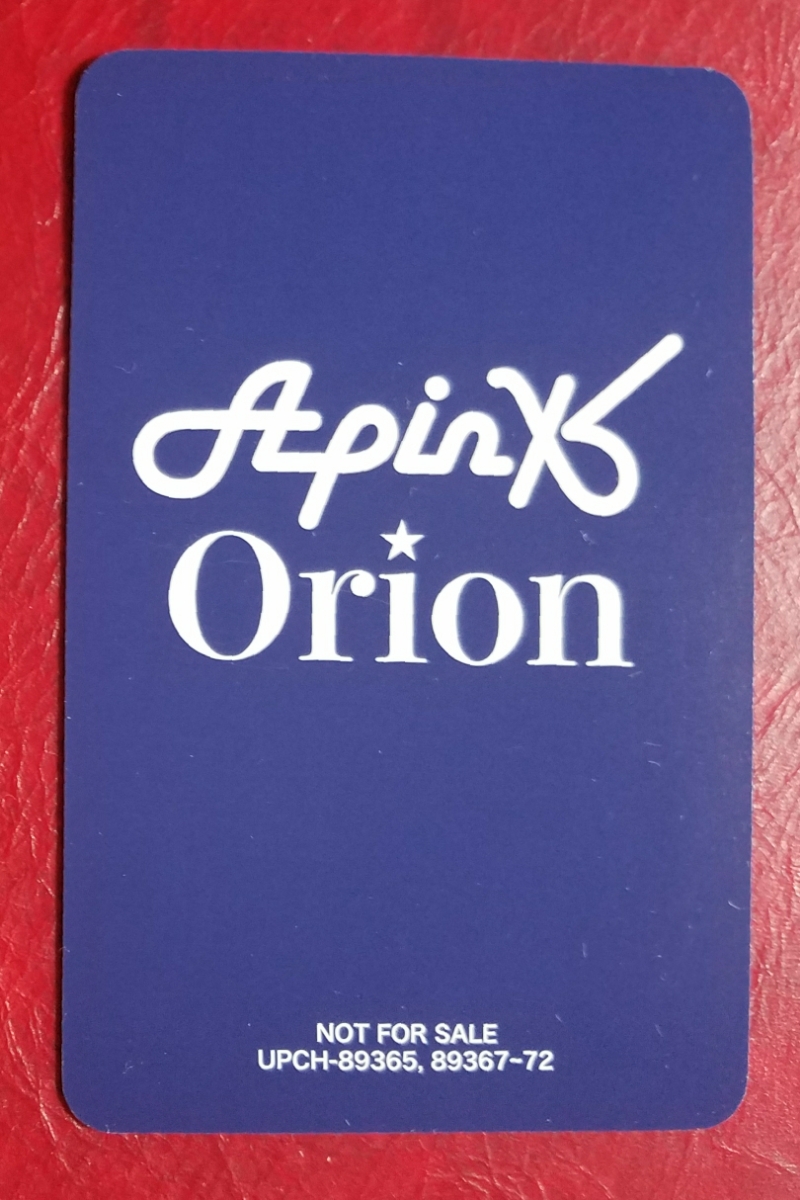 Apink
Orion
NOT FOR SALE
UPCH-89365, 89367-72